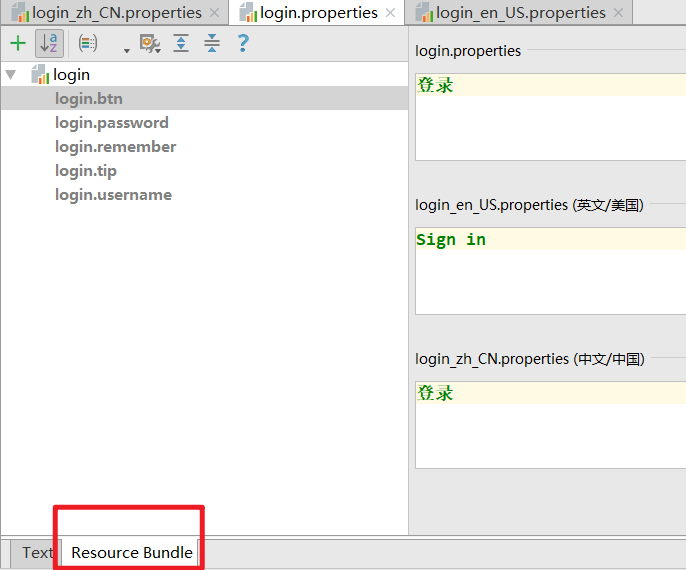 login_zh_CN.properties
login.properties
login_en_US.properties
login
login.btn
login.password
login.remember
login.tip
login.username
login.properties
登录
login_en_US.properties (英文/美国)
Sign in
login_zh_CN.properties (中文/中国)
登录
Text
Resource Bundle